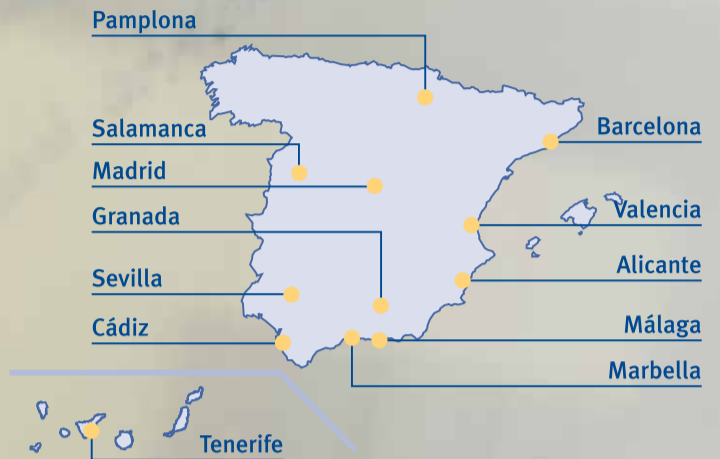 Pamplona
Salamanca
Madrid
Granada
Sevilla
Cádiz
Barcelona
Valencia
Alicante
Málaga
Marbella
Tenerife